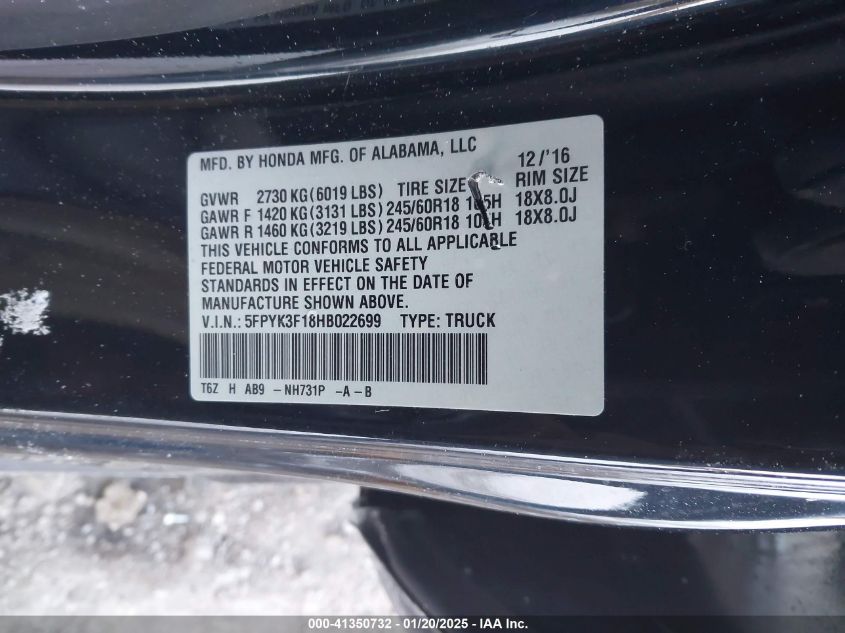 MFD. BY HONDA MFG. OF ALABAMA, LLC 12/'16
GVWR 2730 KG(6019 LBS) TIRE SIZE RIM SIZE
GAWR F 1420 KG(3131 LBS) 245/60R18 18X8.0J
GAWR R 1460 KG(3219 LBS) 245/60R18 18X8.0J
THIS VEHICLE CONFORMS TO ALL APPLICABLE
FEDERAL MOTOR VEHICLE SAFETY
STANDARDS IN EFFECT ON THE DATE OF
MANUFACTURE SHOWN ABOVE.
V.I.N.: 5FPYK3F18HB022699 TYPE: TRUCK
T6Z H AB9 -NH731P -A-B
000-41350732 - 01/20/2025 - IAA Inc.